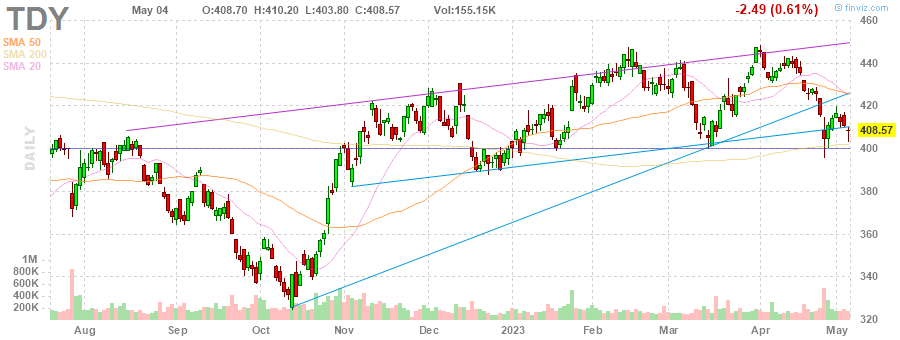 TDY May 04 O:408.70 H:410.20 L:403.80 C:408.57 Vol:155.15K -2.49 (0.61%) © finviz.com
SMA 50
SMA 200
SMA 20
DAILY
460
440
420
408.57
400
380
360
340
320
1M
800K
600K
400K
200K
Aug Sep Oct Nov Dec 2023 Feb Mar Apr May